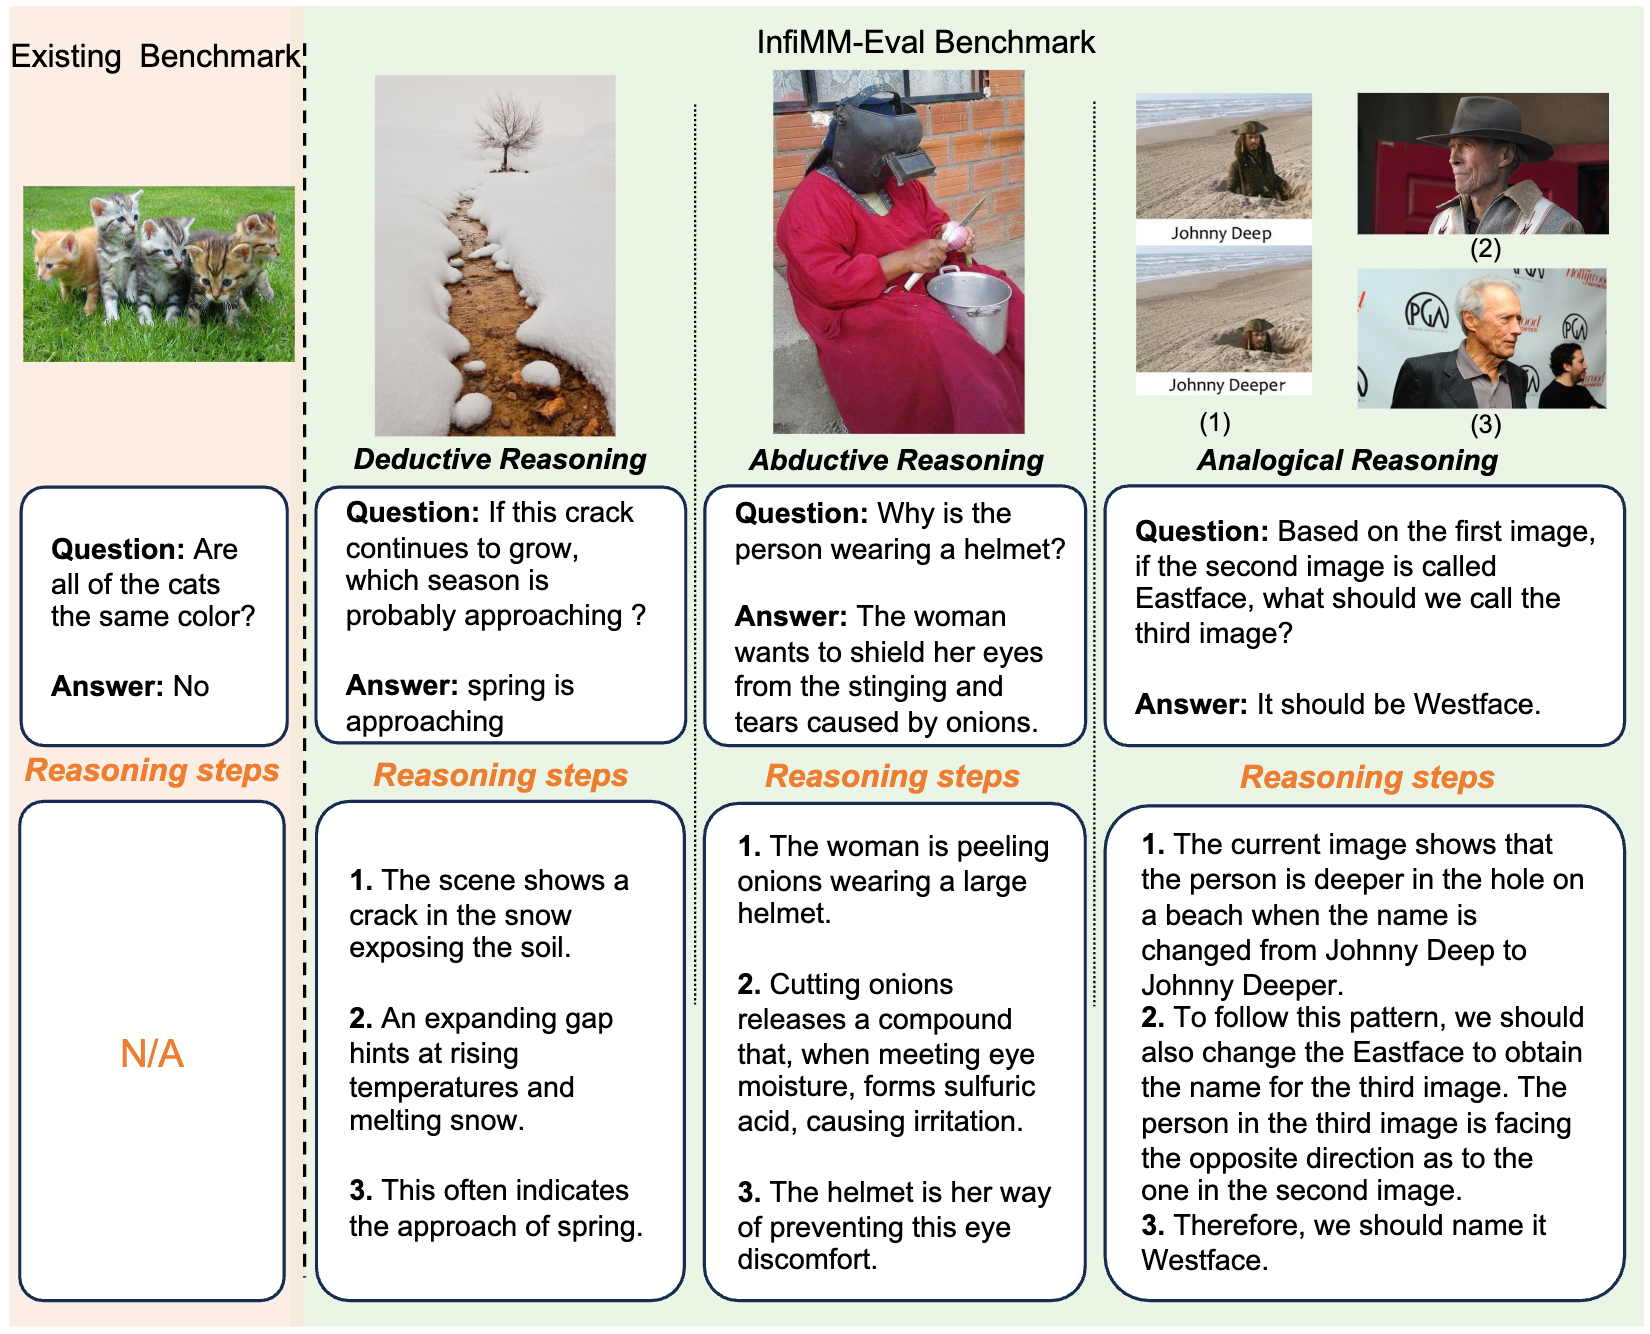 Existing Benchmark
InfiMM-Eval Benchmark
Johnny Deep
Johnny Deeper
(1)
(2)
PGA
PGA
(3)
Deductive Reasoning
Abductive Reasoning
Analogical Reasoning
Question: Are
all of the cats
the same color?
Answer: No
Question: If this crack
continues to grow,
which season is
probably approaching ?
Answer: spring is
approaching
Question: Why is the
person wearing a helmet?
Answer: The woman
wants to shield her eyes
from the stinging and
tears caused by onions.
Question: Based on the first image,
if the second image is called
Eastface, what should we call the
third image?
Answer: It should be Westface.
Reasoning steps
N/A
Reasoning steps
1. The scene shows a
crack in the snow
exposing the soil.
2. An expanding gap
hints at rising
temperatures and
melting snow.
3. This often indicates
the approach of spring.
Reasoning steps
1. The woman is peeling
onions wearing a large
helmet.
2. Cutting onions
releases a compound
that, when meeting eye
moisture, forms sulfuric
acid, causing irritation.
3. The helmet is her way
of preventing this eye
discomfort.
Reasoning steps
1. The current image shows that
the person is deeper in the hole on
a beach when the name is
changed from Johnny Deep to
Johnny Deeper.
2. To follow this pattern, we should
also change the Eastface to obtain
the name for the third image. The
person in the third image is facing
the opposite direction as to the
one in the second image.
3. Therefore, we should name it
Westface.